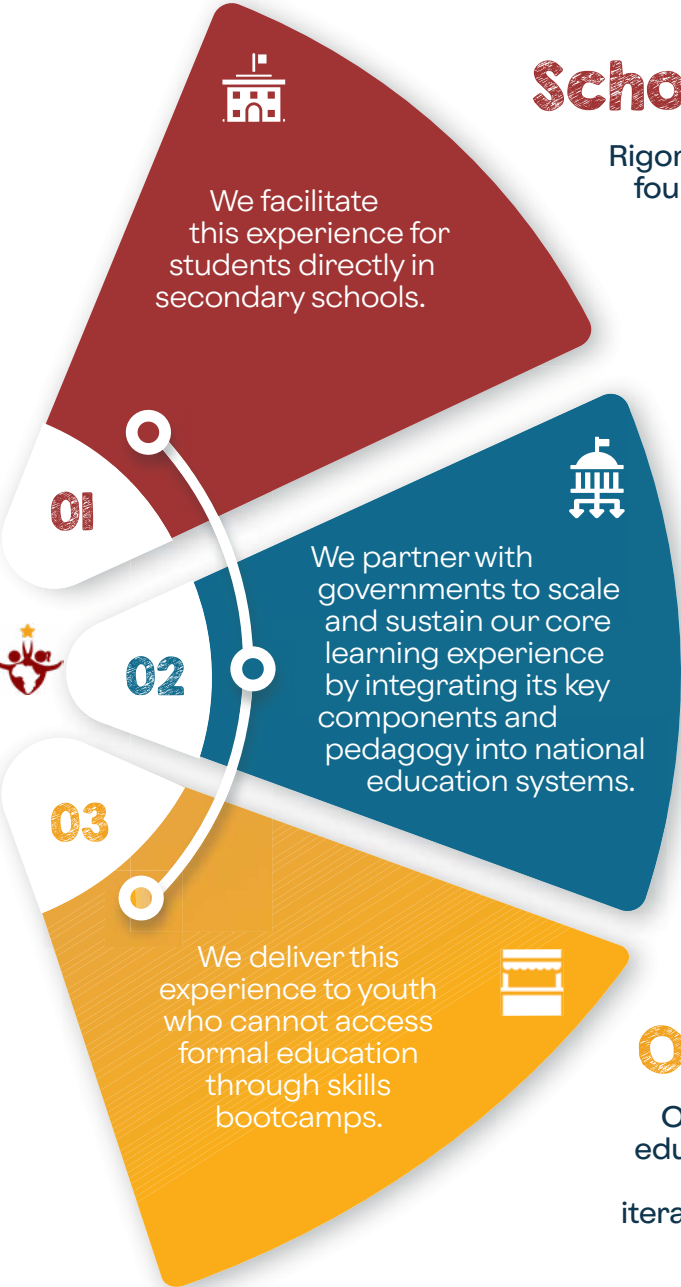 We facilitate
this experience for
students directly in
secondary schools.
01
We partner with
governments to scale
and sustain our core
learning experience
by integrating its key
components and
pedagogy into national
education systems.
02
03
We deliver this
experience to youth
who cannot access
formal education
through skills
bootcamps.